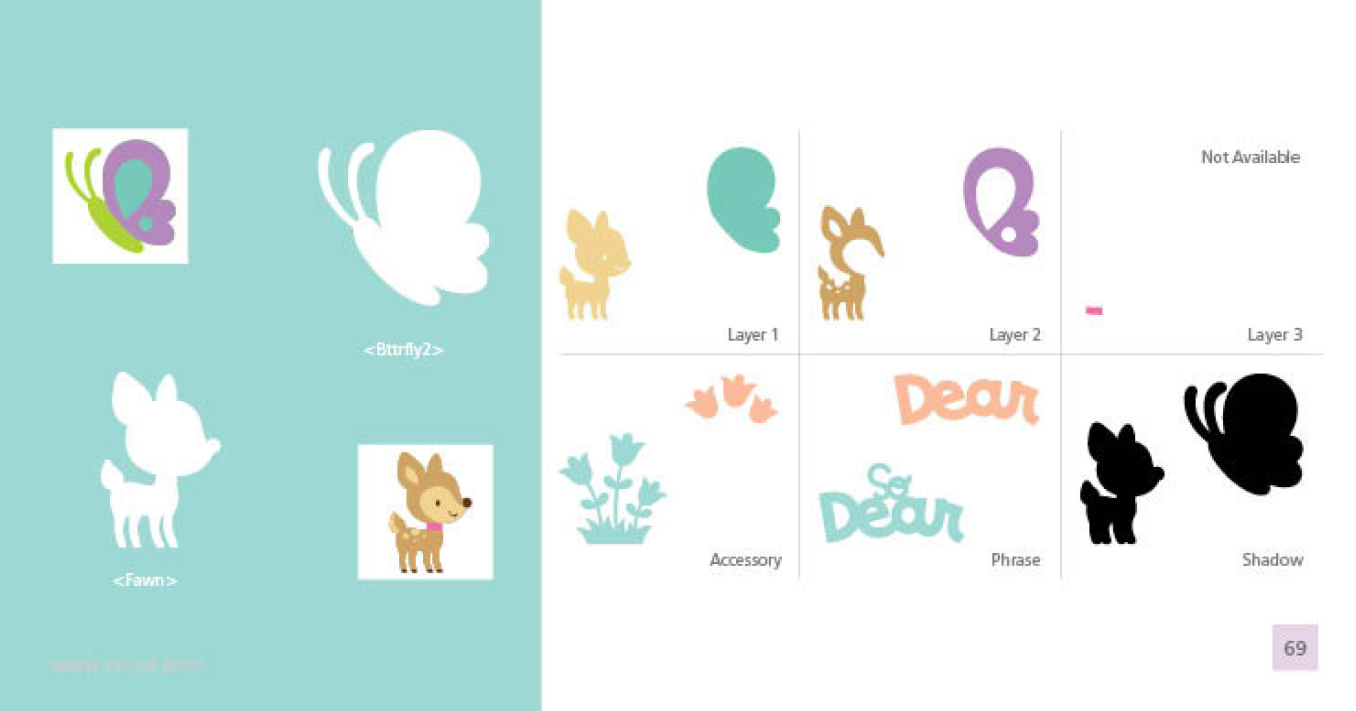 <Bttrfly2>
<Fawn>
Layer 1
Layer 2
Not Available
Layer 3
Accessory
Dear
So
Dear
Phrase
Shadow
69